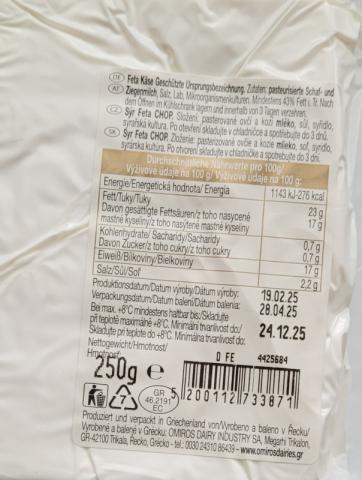 DE Feta Käse Geschützte Ursprungsbezeichnung. Zutaten: pasteurisierte Schaf- und
AT Ziegenmilch, Salz, Lab, Mikroorganismenkulturen. Mindestens 43% Fett i. Tr. Nach
dem Öffnen im Kühlschrank lagern und innerhalb von 3 Tagen verzehren.
CZ Sýr Feta CHOP. Složení: pasterované ovčí a kozí mléko, sůl, syřidlo,
syrařská kultura. Po otevření skladujte v chladničce a spotřebujte do 3 dnů.
SK Syr Feta CHOP. Zloženie: pasterizované ovčie a kozie mlieko, soľ, syridlo,
syrárska kultura. Po otvorení skladujte v chladničke a spotrebujte do 3 dní.
Durchschnittliche Nährwerte pro 100g/
Výživové údaje na 100 g/ Výživové údaje na 100 g:
Energie/Energetická hodnota/ Energia 1143 kJ-276 kcal
Fett/Tuky/Tuky 23 g
Davon gesättigte Fettsäuren/z toho nasycené 17 g
mastné kyseliny/z toho nasýtené mastné kyseliny
Kohlenhydrate/ Sacharidy/Sacharidy 0,7 g
Davon Zucker/z toho cukry/z toho cukry 0,7 g
Eiweiß/Bílkoviny/Bielkoviny 17 g
Salz/Sůl/Soľ 2,2 g
Produktionsdatum/Datum výroby/Dátum výroby: 19.02.25
Verpackungsdatum/Datum balení/Dátum balenia: 28.04.25
Bei max. +8°C mindestens haltbar bis:/Skladujte
při teplotě maximálně +8°C. Minimální trvanlivost do:/ 24.12.25
Skladujte pri teplote do +8°C. Minimálna trvanlivosť do:
Nettogewicht/Hmotnost/
Hmotnosť:
250g e
D FE 4425684
7
GR
46.2191
EC
5 200112 733871
Produziert und verpackt in Griechenland von/Vyrobeno a baleno v Řecku/
Vyrobené a balené v Grécku: OMIROS DAIRY INDUSTRY SA, Megarhi Trikalon,
GR-42100 Trikala, Řecko, Grécko - tel.: 0030 24310 86439 - www.omirosdairies.gr